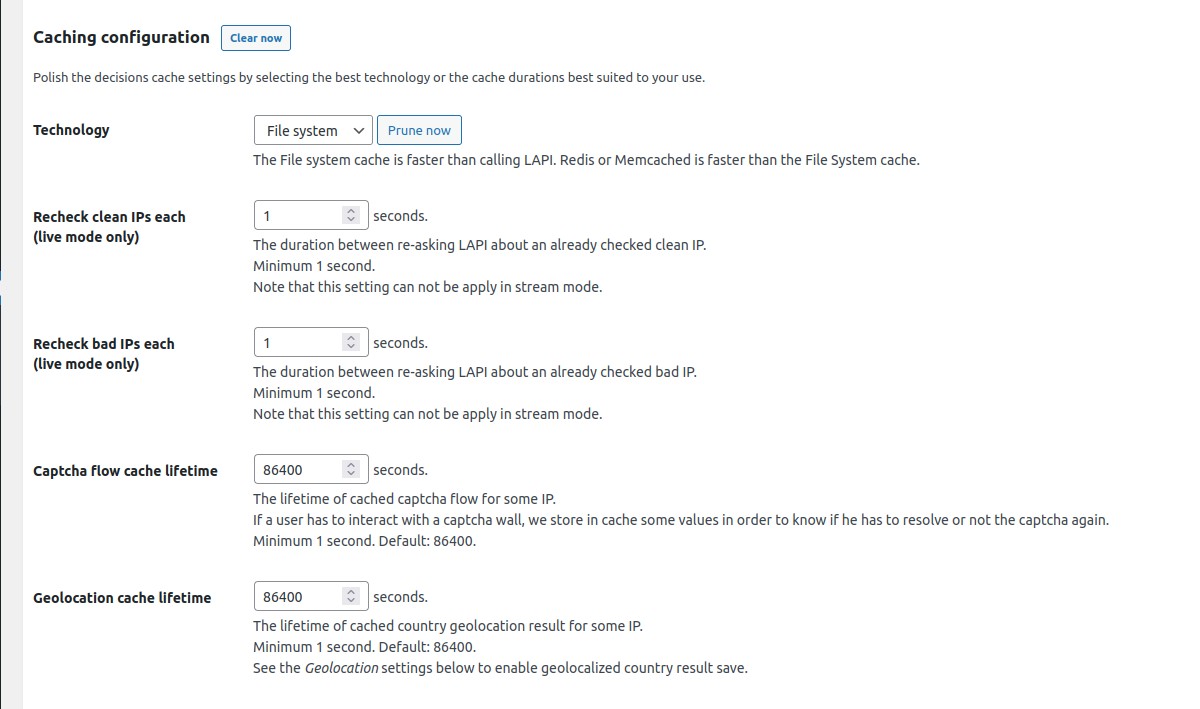 Caching configuration Clear now
Polish the decisions cache settings by selecting the best technology or the cache durations best suited to your use.
Technology File system Prune now
The File system cache is faster than calling LAPI. Redis or Memcached is faster than the File System cache.
Recheck clean IPs each
(live mode only)
1 seconds.
The duration between re-asking LAPI about an already checked clean IP.
Minimum 1 second.
Note that this setting can not be apply in stream mode.
Recheck bad IPs each
(live mode only)
1 seconds.
The duration between re-asking LAPI about an already checked bad IP.
Minimum 1 second.
Note that this setting can not be apply in stream mode.
Captcha flow cache lifetime 86400 seconds.
The lifetime of cached captcha flow for some IP.
If a user has to interact with a captcha wall, we store in cache some values in order to know if he has to resolve or not the captcha again.
Minimum 1 second. Default: 86400.
Geolocation cache lifetime 86400 seconds.
The lifetime of cached country geolocation result for some IP.
Minimum 1 second. Default: 86400.
See the Geolocation settings below to enable geolocalized country result save.